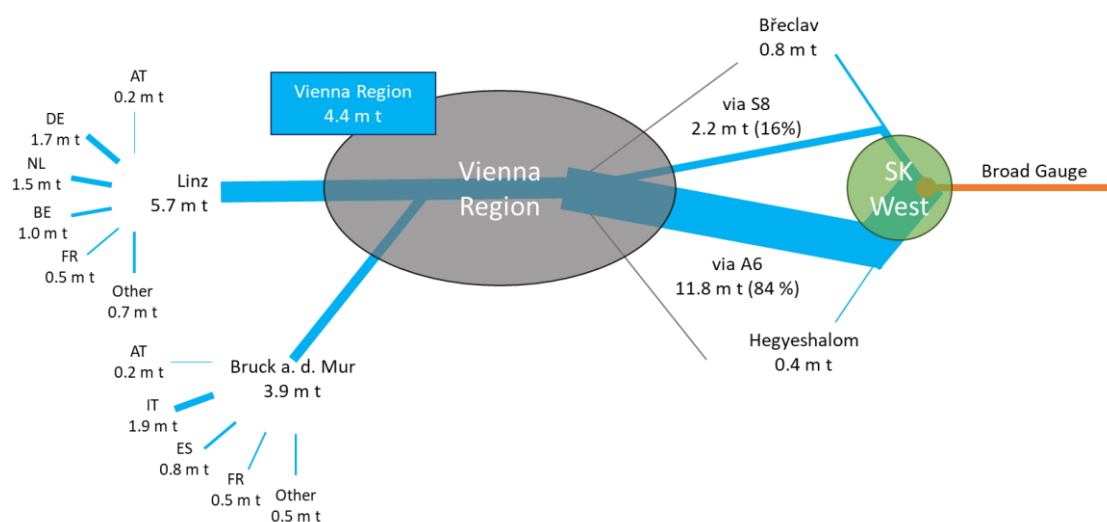 Břeclav
0.8 m t
AT
0.2 m t
Vienna Region
4.4 m t
DE
1.7 m t
via S8
2.2 m t (16%)
NL
1.5 m t
Linz
5.7 m t
Vienna
Region
SK
West
Broad Gauge
BE
1.0 m t
FR
0.5 m t
Other
0.7 m t
via A6
11.8 m t (84 %)
Hegyeshalom
0.4 m t
AT
0.2 m t
Bruck a. d. Mur
3.9 m t
IT
1.9 m t
ES
0.8 m t
FR
0.5 m t
Other
0.5 m t